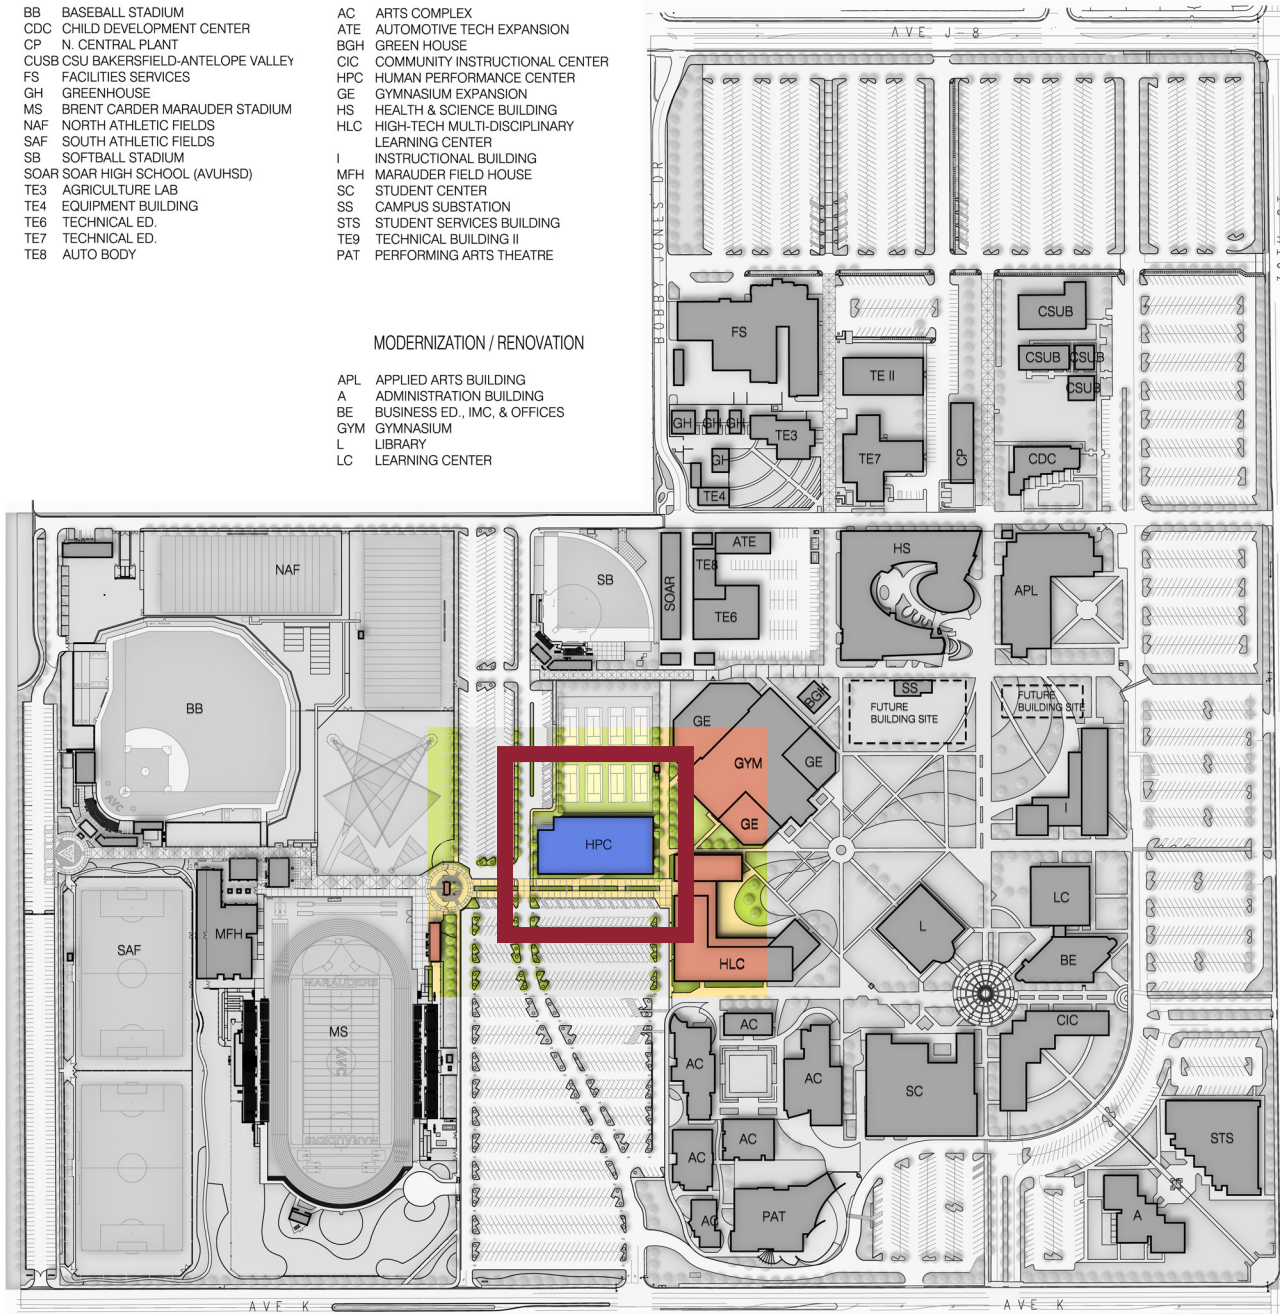 BB BASEBALL STADIUM
CDC CHILD DEVELOPMENT CENTER
CP N. CENTRAL PLANT
CUSB CSU BAKERSFIELD-ANTELOPE VALLEY
FS FACILITIES SERVICES
GH GREENHOUSE
MS BRENT CARDER MARAUDER STADIUM
NAF NORTH ATHLETIC FIELDS
SAF SOUTH ATHLETIC FIELDS
SB SOFTBALL STADIUM
SOAR SOAR HIGH SCHOOL (AVUHSD)
TE3 AGRICULTURE LAB
TE4 EQUIPMENT BUILDING
TE6 TECHNICAL ED.
TE7 TECHNICAL ED.
TE8 AUTO BODY
AC ARTS COMPLEX
ATE AUTOMOTIVE TECH EXPANSION
BGH GREEN HOUSE
CIC COMMUNITY INSTRUCTIONAL CENTER
HPC HUMAN PERFORMANCE CENTER
GE GYMNASIUM EXPANSION
HS HEALTH & SCIENCE BUILDING
HLC HIGH-TECH MULTI-DISCIPLINARY
LEARNING CENTER
I INSTRUCTIONAL BUILDING
MFH MARAUDER FIELD HOUSE
SC STUDENT CENTER
SS CAMPUS SUBSTATION
STS STUDENT SERVICES BUILDING
TE9 TECHNICAL BUILDING II
PAT PERFORMING ARTS THEATRE
MODERNIZATION / RENOVATION
APL APPLIED ARTS BUILDING
A ADMINISTRATION BUILDING
BE BUSINESS ED., IMC, & OFFICES
GYM GYMNASIUM
L LIBRARY
LC LEARNING CENTER
AVE J-8
BOBBY JONES DR
FS
TE II
CSUB
CSUB
CSUB
CSUB
GH
GH
GH
TE3
TE7
CP
CDC
GH
TE4
NAF
SB
SOAR
ATE
TE8
TE6
HS
APL
BB
AVC
GE
BGH
SS
FUTURE
BUILDING SITE
FUTURE
BUILDING SITE
GYM
GE
GE
I
HPC
LC
L
SAF
MFH
HLC
BE
MARAUDERS
MS
AVC
MARAUDERS
CIC
AC
AC
AC
SC
AC
AC
STS
AC
PAT
A
AVE K
AVE K